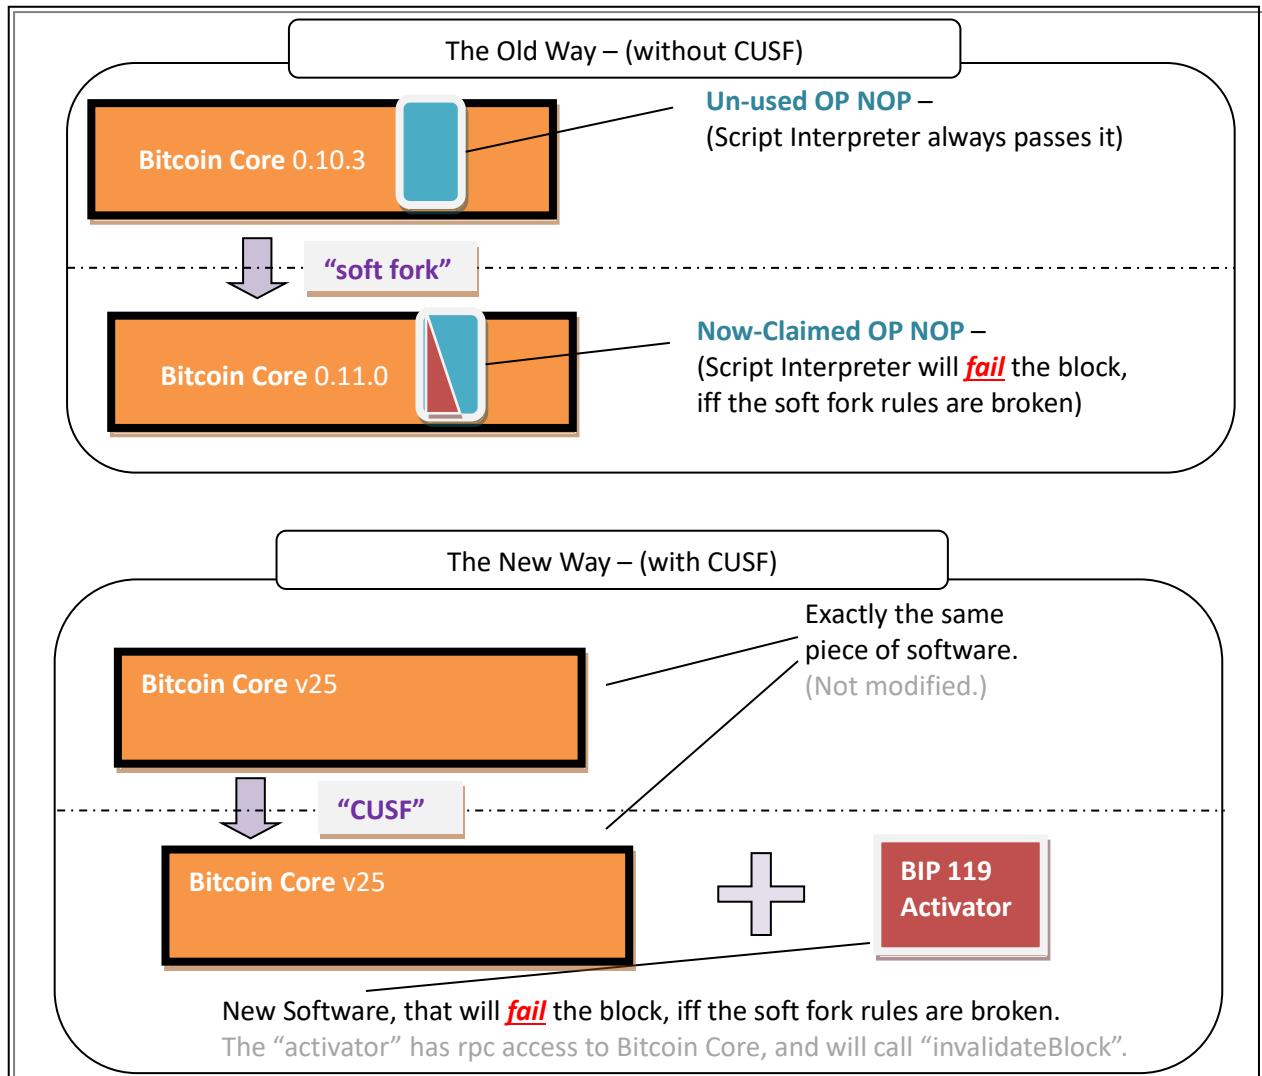 The Old Way – (without CUSF)
Un-used OP NOP –
(Script Interpreter always passes it)
Bitcoin Core 0.10.3
“soft fork”
Now-Claimed OP NOP –
(Script Interpreter will fail the block,
iff the soft fork rules are broken)
Bitcoin Core 0.11.0
The New Way – (with CUSF)
Exactly the same
piece of software.
(Not modified.)
Bitcoin Core v25
“CUSF”
Bitcoin Core v25
BIP 119
Activator
New Software, that will fail the block, iff the soft fork rules are broken.
The “activator” has rpc access to Bitcoin Core, and will call “invalidateBlock”.